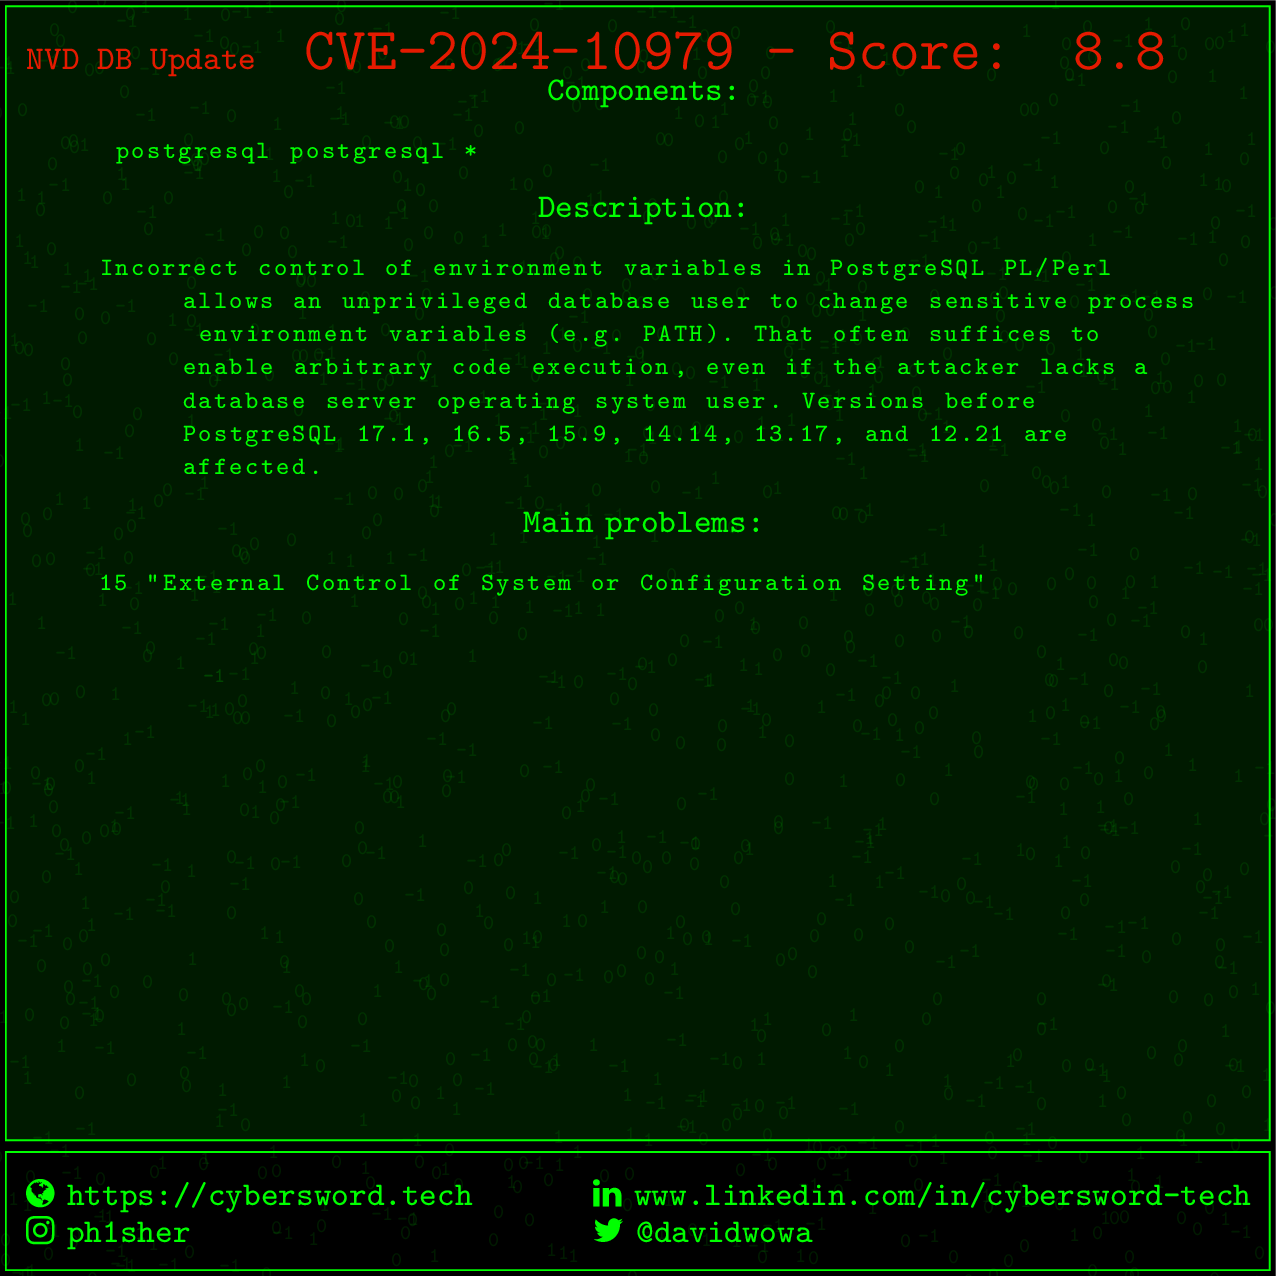 NVD DB Update CVE-2024-10979 - Score: 8.8
Components:
postgresql postgresql *
Description:
Incorrect control of environment variables in PostgreSQL PL/Perl
allows an unprivileged database user to change sensitive process
environment variables (e.g. PATH). That often suffices to
enable arbitrary code execution, even if the attacker lacks a
database server operating system user. Versions before
PostgreSQL 17.1, 16.5, 15.9, 14.14, 13.17, and 12.21 are
affected.
Main problems:
15 "External Control of System or Configuration Setting"
https://cybersword.tech
www.linkedin.com/in/cybersword-tech
ph1sher
@davidwowa